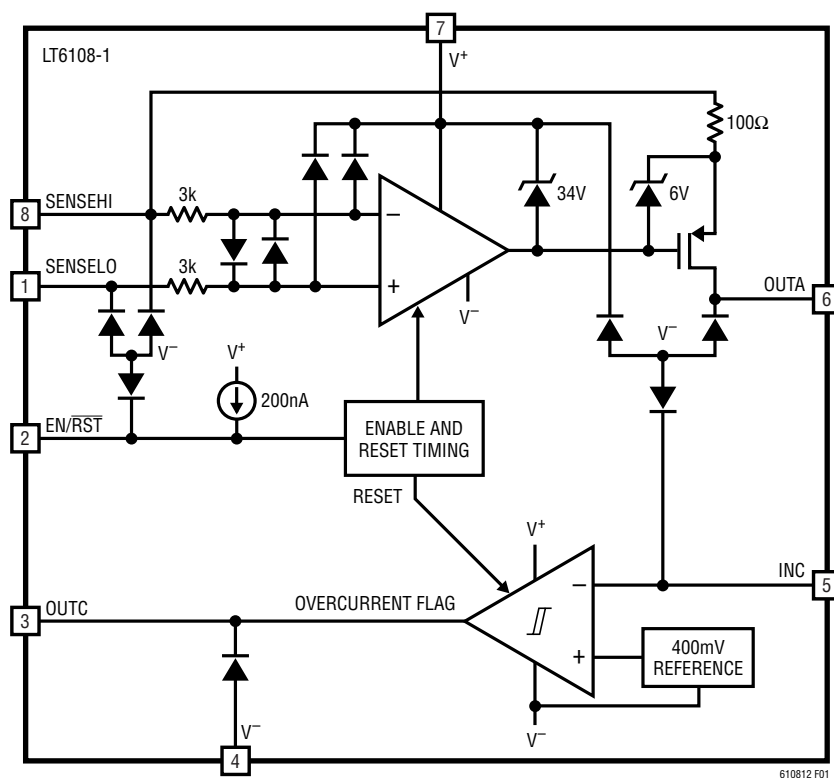 LT6108-1
7
V+
100Ω
34V
6V
3k
8
SENSEHI
−
1
SENSELO
3k
+
V−
OUTA
6
V−
V−
V+
200nA
2
EN/RST
ENABLE AND
RESET TIMING
RESET
V+
INC
5
−
3
OUTC
OVERCURRENT FLAG
+
400mV
REFERENCE
V−
V−
4
610812 F01